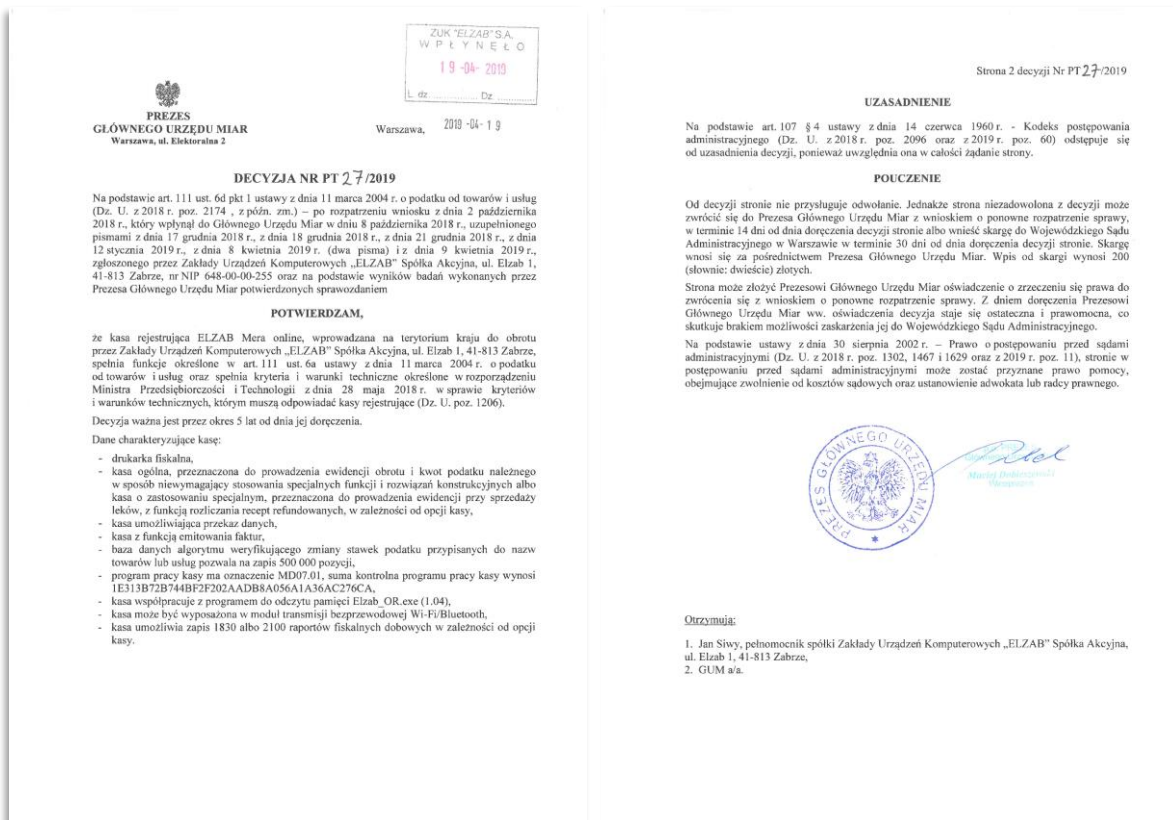 ZUK "ELZAB" S.A.
WPŁYNĘŁO
19 -04- 2019
L. dz. .............. Dz. ..............
PREZES
GŁÓWNEGO URZĘDU MIAR
Warszawa, ul. Elektoralna 2
Warszawa, 2019 -04- 19
DECYZJA NR PT 27/2019
Na podstawie art. 111 ust. 6d pkt 1 ustawy z dnia 11 marca 2004 r. o podatku od towarów i usług
(Dz. U. z 2018 r. poz. 2174 , z późn. zm.) – po rozpatrzeniu wniosku z dnia 2 października
2018 r., który wpłynął do Głównego Urzędu Miar w dniu 8 października 2018 r., uzupełnionego
pismami z dnia 17 grudnia 2018 r., z dnia 18 grudnia 2018 r., z dnia 21 grudnia 2018 r., z dnia
12 stycznia 2019 r., z dnia 8 kwietnia 2019 r. (dwa pisma) i z dnia 9 kwietnia 2019 r.,
zgłoszonego przez Zakłady Urządzeń Komputerowych „ELZAB” Spółka Akcyjna, ul. Elzab 1,
41-813 Zabrze, nr NIP 648-00-00-255 oraz na podstawie wyników badań wykonanych przez
Prezesa Głównego Urzędu Miar potwierdzonych sprawozdaniem
POTWIERDZAM,
że kasa rejestrująca ELZAB Mera online, wprowadzana na terytorium kraju do obrotu
przez Zakłady Urządzeń Komputerowych „ELZAB” Spółka Akcyjna, ul. Elzab 1, 41-813 Zabrze,
spełnia funkcje określone w art. 111 ust. 6a ustawy z dnia 11 marca 2004 r. o podatku
od towarów i usług oraz spełnia kryteria i warunki techniczne określone w rozporządzeniu
Ministra Przedsiębiorczości i Technologii z dnia 28 maja 2018 r. w sprawie kryteriów
i warunków technicznych, którym muszą odpowiadać kasy rejestrujące (Dz. U. poz. 1206).
Decyzja ważna jest przez okres 5 lat od dnia jej doręczenia.
Dane charakteryzujące kasę:
- drukarka fiskalna,
- kasa ogólna, przeznaczona do prowadzenia ewidencji obrotu i kwot podatku należnego
w sposób niewymagający stosowania specjalnych funkcji i rozwiązań konstrukcyjnych albo
kasa o zastosowaniu specjalnym, przeznaczona do prowadzenia ewidencji przy sprzedaży
leków, z funkcją rozliczania recept refundowanych, w zależności od opcji kasy,
- kasa umożliwiająca przekaz danych,
- kasa z funkcją emitowania faktur,
- baza danych algorytmu weryfikującego zmiany stawek podatku przypisanych do nazw
towarów lub usług pozwala na zapis 500 000 pozycji,
- program pracy kasy ma oznaczenie MD07.01, suma kontrolna programu pracy kasy wynosi
1E313B72B744BF2F202AADB8A056A1A36AC276CA,
- kasa współpracuje z programem do odczytu pamięci Elzab_OR.exe (1.04),
- kasa może być wyposażona w moduł transmisji bezprzewodowej Wi-Fi/Bluetooth,
- kasa umożliwia zapis 1830 albo 2100 raportów fiskalnych dobowych w zależności od opcji
kasy.
Strona 2 decyzji Nr PT 27/2019
UZASADNIENIE
Na podstawie art. 107 § 4 ustawy z dnia 14 czerwca 1960 r. - Kodeks postępowania
administracyjnego (Dz. U. z 2018 r. poz. 2096 oraz z 2019 r. poz. 60) odstępuje się
od uzasadnienia decyzji, ponieważ uwzględnia ona w całości żądanie strony.
POUCZENIE
Od decyzji stronie nie przysługuje odwołanie. Jednakże strona niezadowolona z decyzji może
zwrócić się do Prezesa Głównego Urzędu Miar z wnioskiem o ponowne rozpatrzenie sprawy,
w terminie 14 dni od dnia doręczenia decyzji stronie albo wnieść skargę do Wojewódzkiego Sądu
Administracyjnego w Warszawie w terminie 30 dni od dnia doręczenia decyzji stronie. Skargę
wnosi się za pośrednictwem Prezesa Głównego Urzędu Miar. Wpis od skargi wynosi 200
(słownie: dwieście) złotych.
Strona może złożyć Prezesowi Głównego Urzędu Miar oświadczenie o zrzeczeniu się prawa do
zwrócenia się z wnioskiem o ponowne rozpatrzenie sprawy. Z dniem doręczenia Prezesowi
Głównego Urzędu Miar ww. oświadczenia decyzja staje się ostateczna i prawomocna, co
skutkuje brakiem możliwości zaskarżenia jej do Wojewódzkiego Sądu Administracyjnego.
Na podstawie ustawy z dnia 30 sierpnia 2002 r. – Prawo o postępowaniu przed sądami
administracyjnymi (Dz. U. z 2018 r. poz. 1302, 1467 i 1629 oraz z 2019 r. poz. 11), stronie w
postępowaniu przed sądami administracyjnymi może zostać przyznane prawo pomocy,
obejmujące zwolnienie od kosztów sądowych oraz ustanowienie adwokata lub radcy prawnego.
PREZES GŁÓWNEGO URZĘDU MIAR
Otrzymują:
1. Jan Siwy, pełnomocnik spółki Zakłady Urządzeń Komputerowych „ELZAB” Spółka Akcyjna,
ul. Elzab 1, 41-813 Zabrze,
2. GUM a/a.